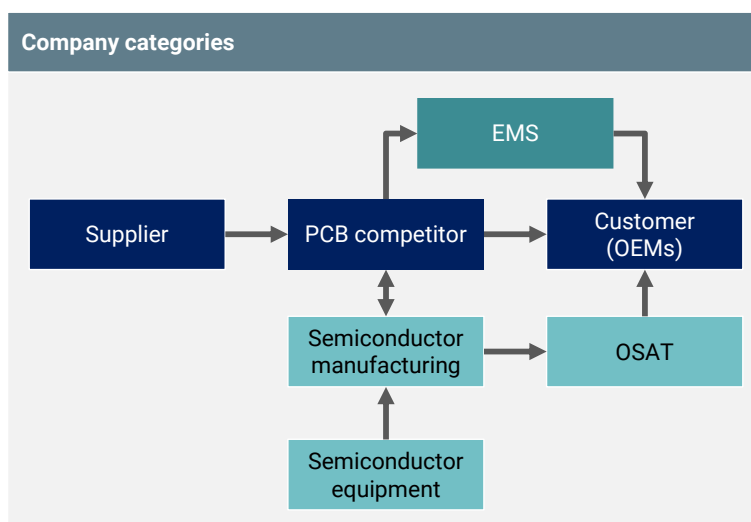 Company categories
EMS
Supplier
PCB competitor
Customer
(OEMs)
Semiconductor
manufacturing
OSAT
Semiconductor
equipment